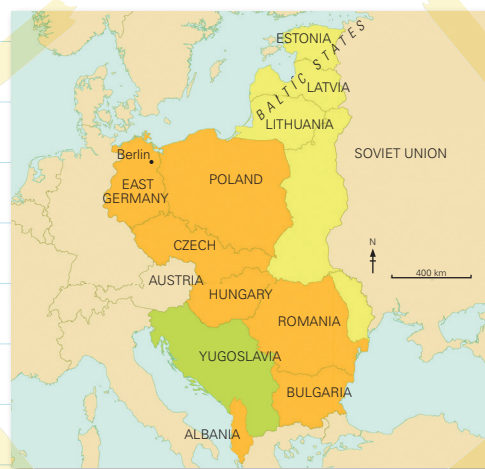 ESTONIA
BALTIC STATES
LATVIA
LITHUANIA
SOVIET UNION
Berlin
EAST
GERMANY
POLAND
N
CZECH
400 km
AUSTRIA
HUNGARY
ROMANIA
YUGOSLAVIA
BULGARIA
ALBANIA